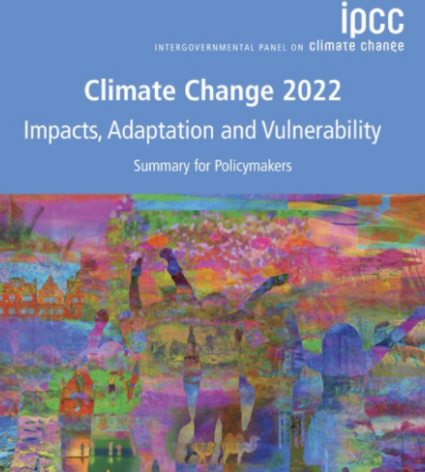 ipcc
INTERGOVERNMENTAL PANEL ON climate change
Climate Change 2022
Impacts, Adaptation and Vulnerability
Summary for Policymakers